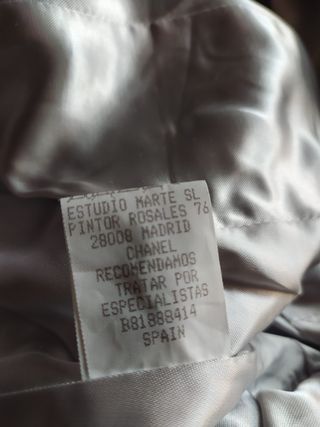 ESTUDIO MARTE SL
PINTOR ROSALES 76
28008 MADRID
CHANEL
RECOMENDAMOS
TRATAR POR
ESPECIALISTAS
B81888414
SPAIN